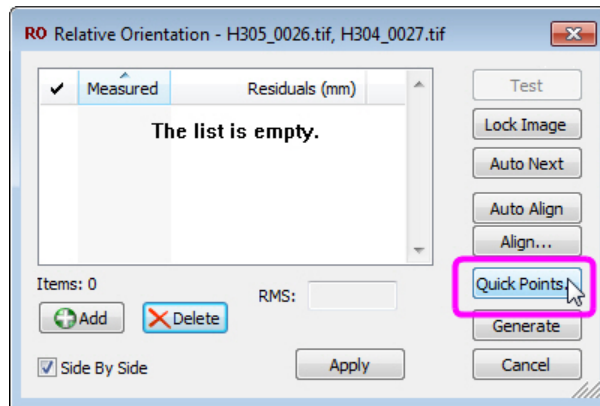 RO Relative Orientation - H305_0026.tif, H304_0027.tif
Measured Residuals (mm)
The list is empty.
Test
Lock Image
Auto Next
Auto Align
Align...
Items: 0
RMS:
Quick Points.
Add
Delete
Generate
Side By Side
Apply
Cancel